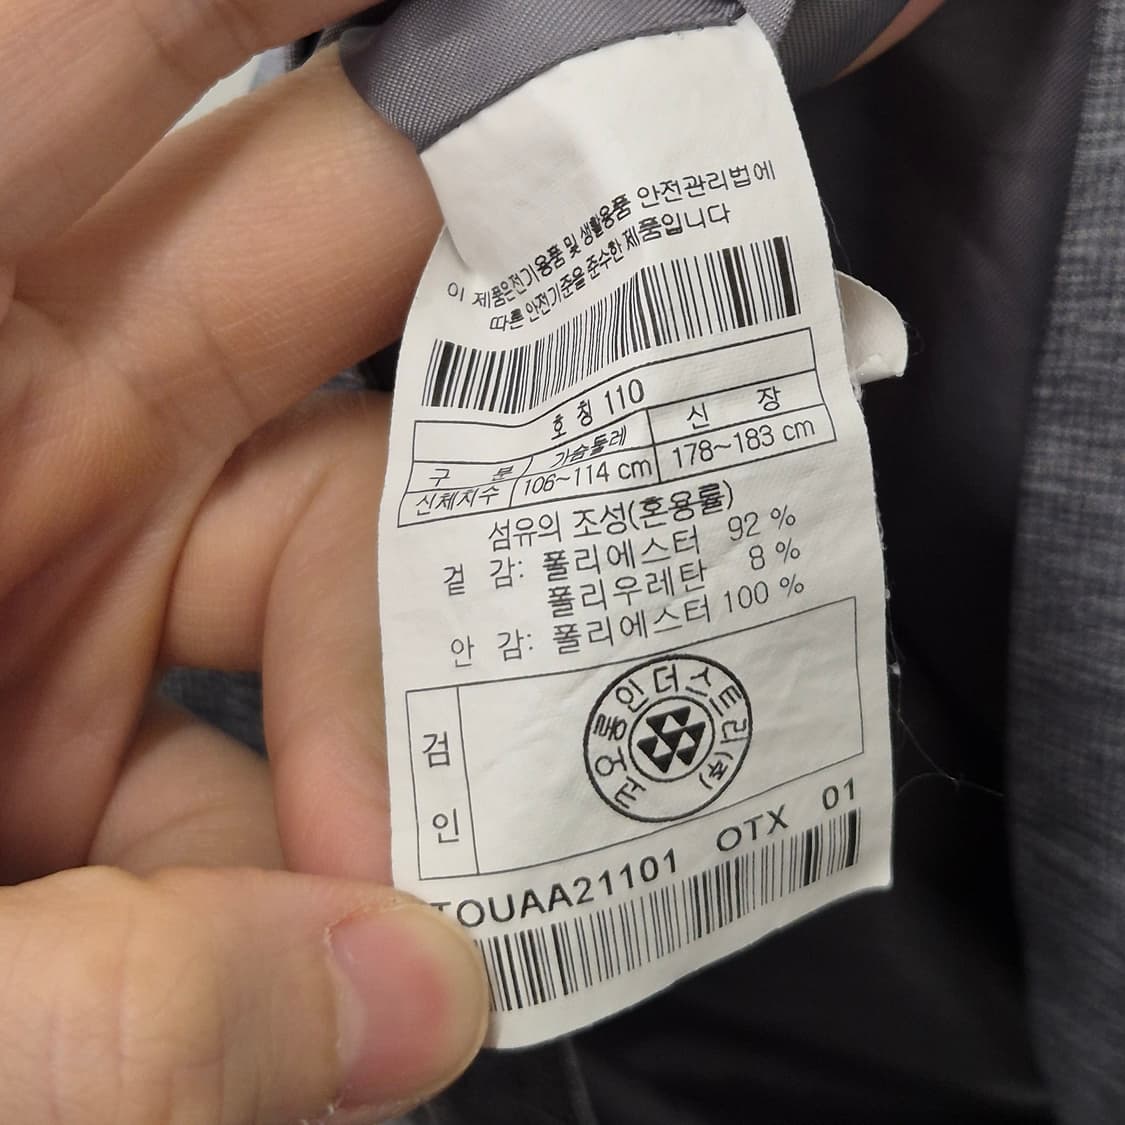 이 제품은전기용품 및 생활용품 안전관리법에
따른 안전기준을 준수한 제품입니다
호 칭 110
구 분 가슴둘레 신 장
신체치수 106~114 cm 178~183 cm
섬유의 조성(혼용률)
겉 감: 폴리에스터 92 %
폴리우레탄 8 %
안 감: 폴리에스터 100 %
검인
코오롱인더스트리(주)
TOUAA21101 OTX 01